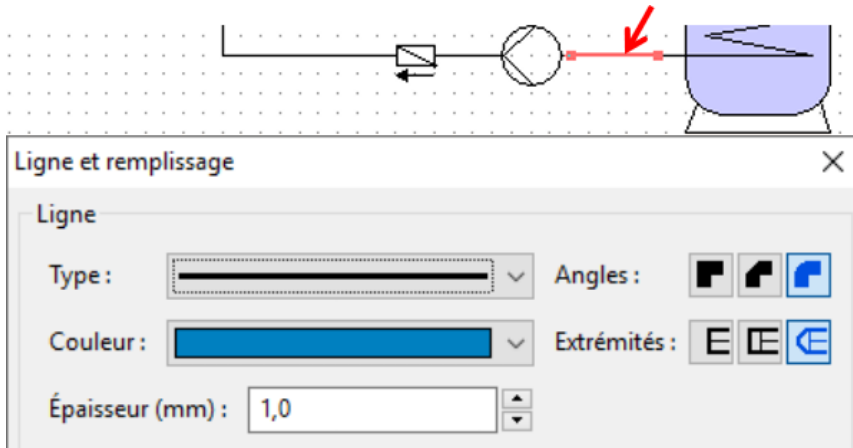 Ligne et remplissage
Ligne
Type :
Angles :
Couleur :
Extrémités :
Épaisseur (mm) :
1,0